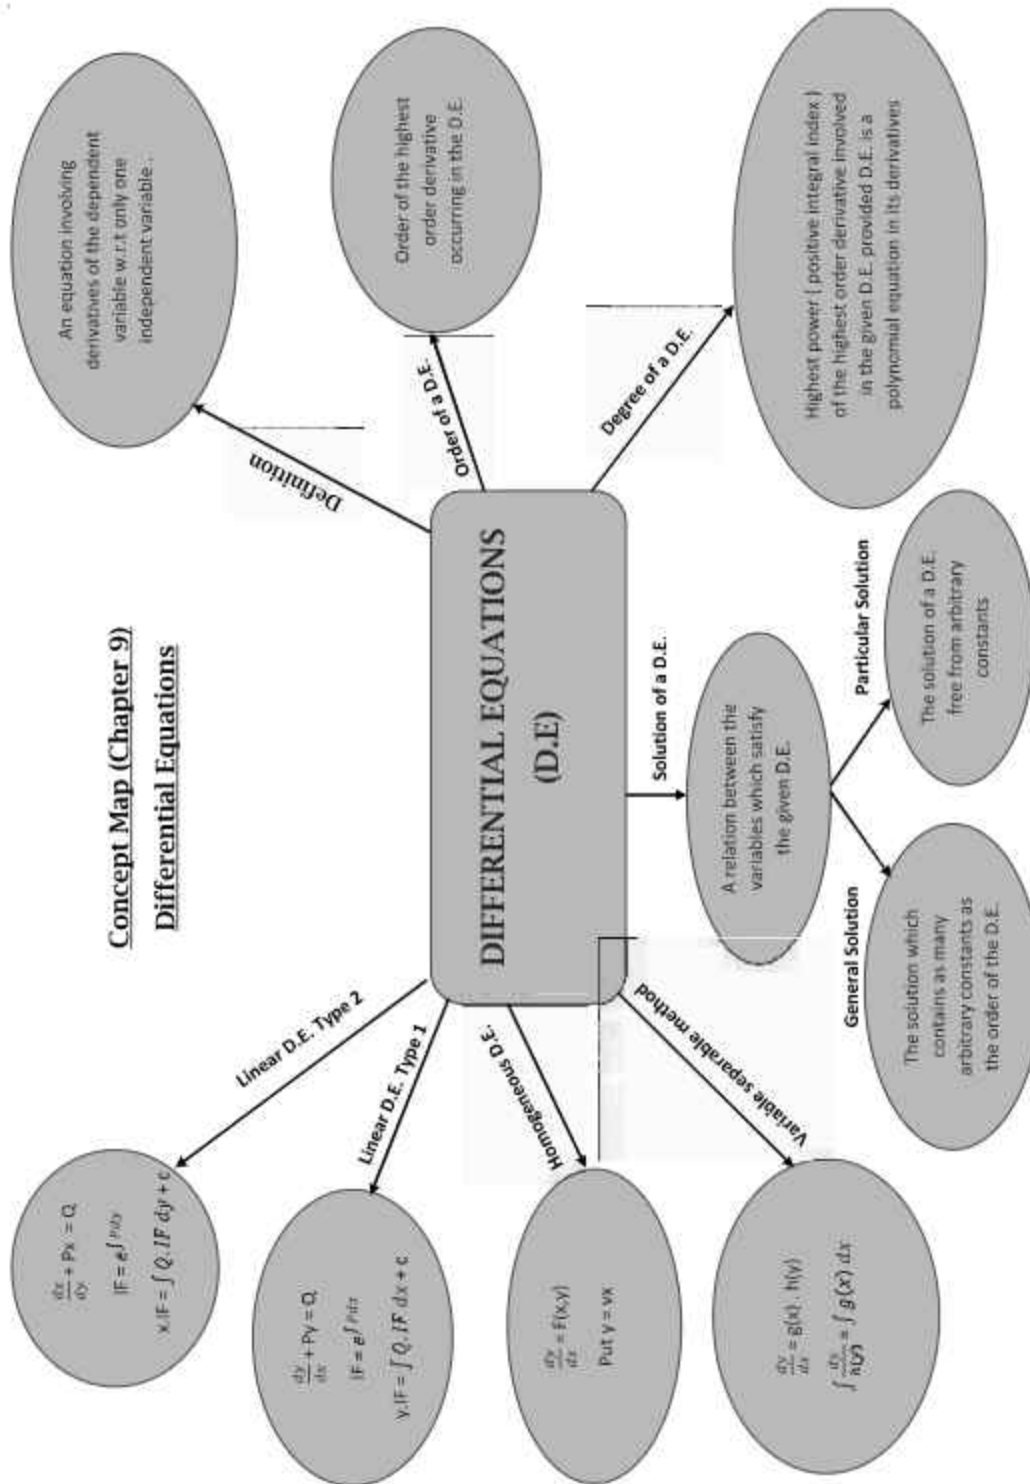 Concept Map (Chapter 9)
Differential Equations
DIFFERENTIAL EQUATIONS
(D.E)
Linear D.E. Type 2
dx/dy + Px = Q
IF = e^∫ Pdy
x.IF = ∫ Q.IF dy + c
Linear D.E. Type 1
dy/dx + Py = Q
IF = e^∫ Pdx
y.IF = ∫ Q.IF dx + c
Homogeneous D.E.
dy/dx = F(x,y)
Put y = vx
Variable separable method
dy/dx = g(x) . h(y)
∫ dy/h(y) = ∫ g(x) dx
Definition
An equation involving
derivatives of the dependent
variable w.r.t only one
independent variable .
Order of a D.E.
Order of the highest
order derivative
occurring in the D.E.
Degree of a D.E.
Highest power ( positive integral index )
of the highest order derivative involved
in the given D.E. provided D.E. is a
polynomial equation in its derivatives
Solution of a D.E.
A relation between the
variables which satisfy
the given D.E.
General Solution
The solution which
contains as many
arbitrary constants as
the order of the D.E.
Particular Solution
The solution of a D.E.
free from arbitrary
constants